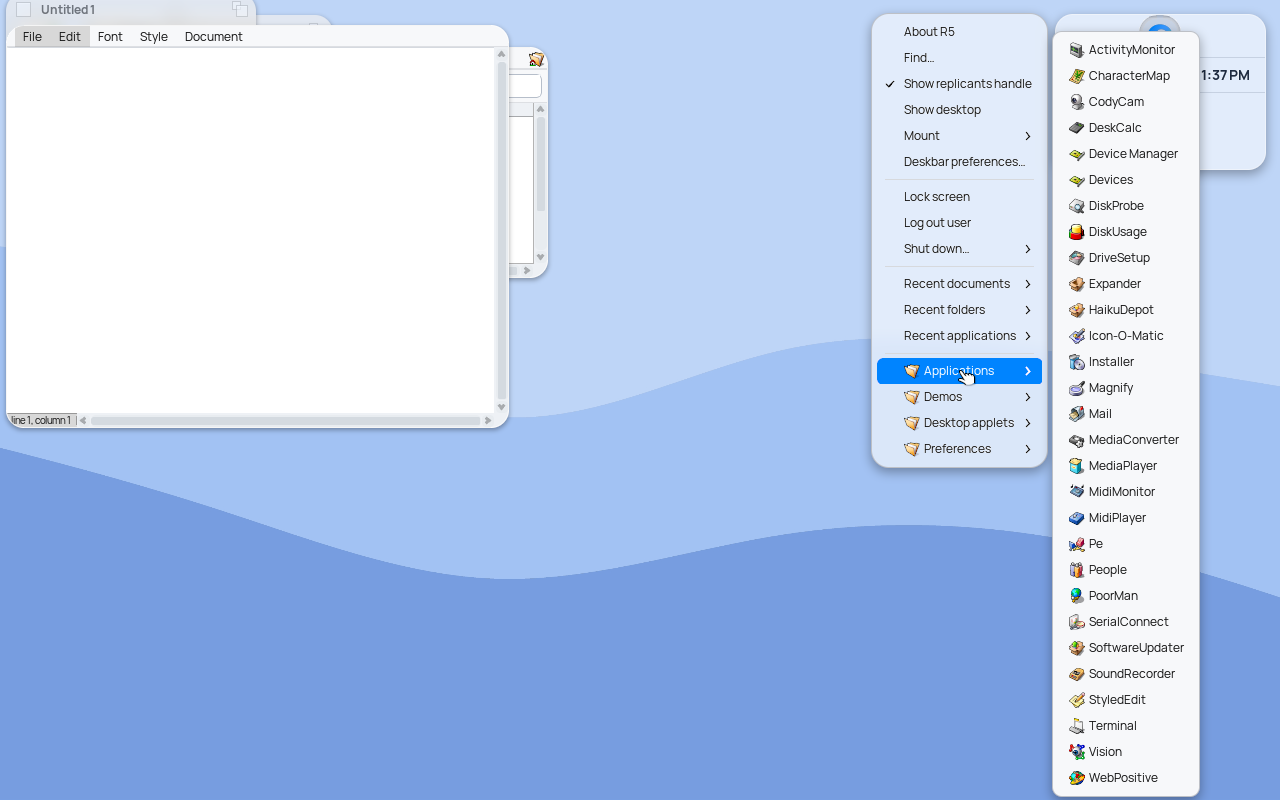 Untitled 1
File Edit Font Style Document
line 1, column 1
About R5
Find…
Show replicants handle
Show desktop
Mount
Deskbar preferences…
Lock screen
Log out user
Shut down…
Recent documents
Recent folders
Recent applications
Applications
Demos
Desktop applets
Preferences
1:37 PM
ActivityMonitor
CharacterMap
CodyCam
DeskCalc
Device Manager
Devices
DiskProbe
DiskUsage
DriveSetup
Expander
HaikuDepot
Icon-O-Matic
Installer
Magnify
Mail
MediaConverter
MediaPlayer
MidiMonitor
MidiPlayer
Pe
People
PoorMan
SerialConnect
SoftwareUpdater
SoundRecorder
StyledEdit
Terminal
Vision
WebPositive